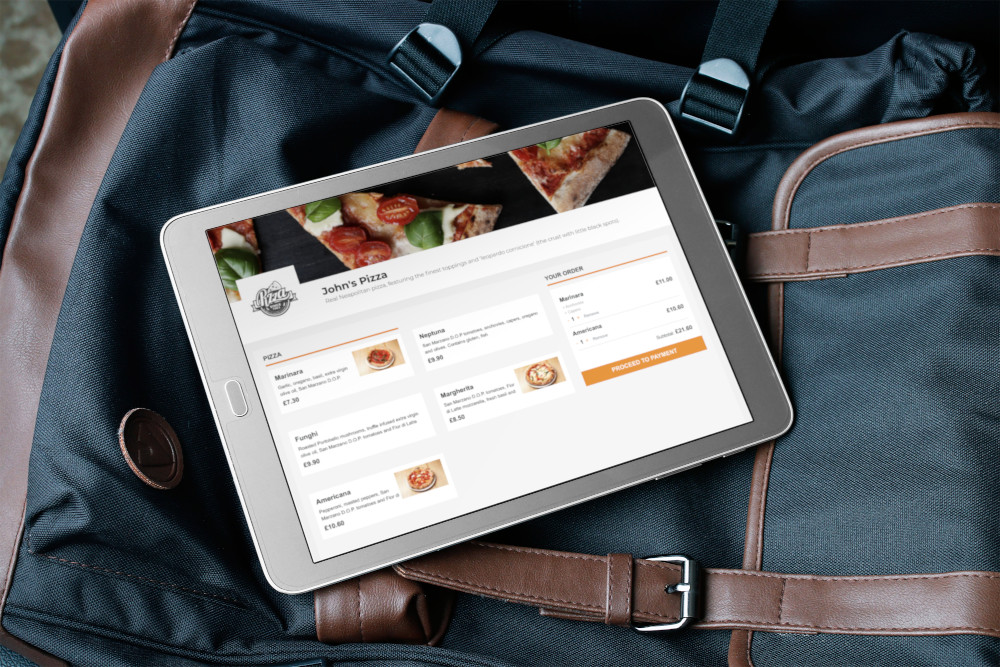 Pizza
John's Pizza
Real Neapolitan pizza, featuring the finest toppings and 'leopardo cornicione' (the crust with little black spots).
PIZZA
Marinara
Garlic, oregano, basil, extra virgin
olive oil, San Marzano D.O.P.
£7.30
Funghi
Roasted Portobello mushrooms, truffle infused extra virgin
olive oil, San Marzano D.O.P. tomatoes and Fior di Latte
£9.90
Americana
Pepperoni, roasted peppers, San
Marzano D.O.P. tomatoes and Fior di
£10.60
Neptuna
San Marzano D.O.P tomatoes, anchovies, capers, oregano
and olives. Contains gluten, fish
£9.90
Margherita
San Marzano D.O.P. tomatoes, Fior
di Latte mozzarella, fresh basil and
£8.50
YOUR ORDER
Marinara £11.00
- 1 + Remove
Americana £10.60
- 1 + Remove
Subtotal: £21.60
PROCEED TO PAYMENT